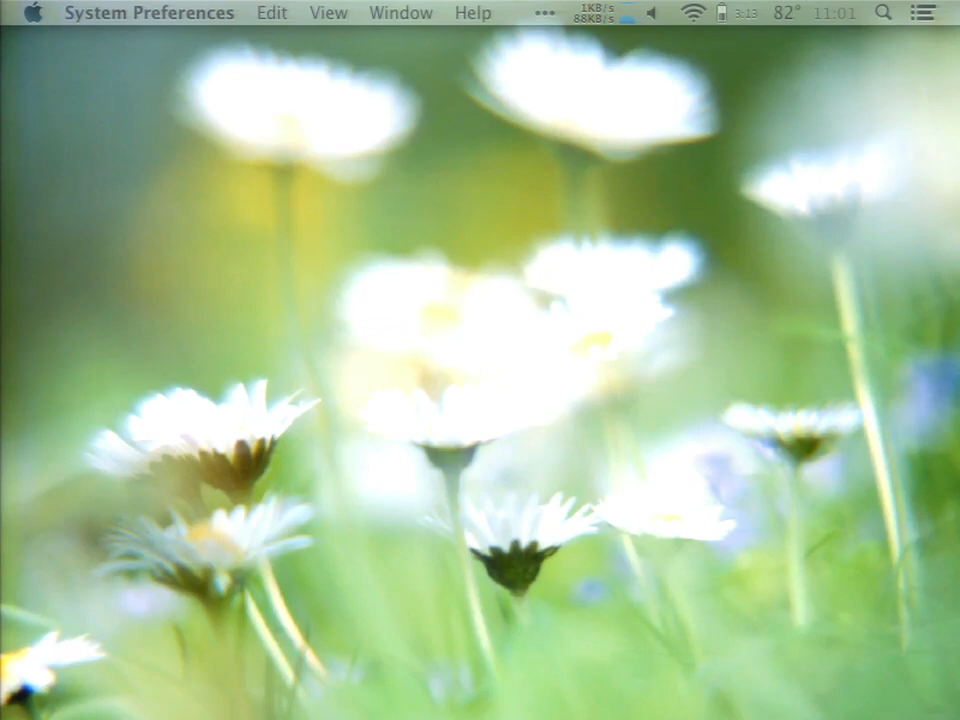 System Preferences Edit View Window Help ••• 1KB/s 3:13 82° 11:01
88KB/s